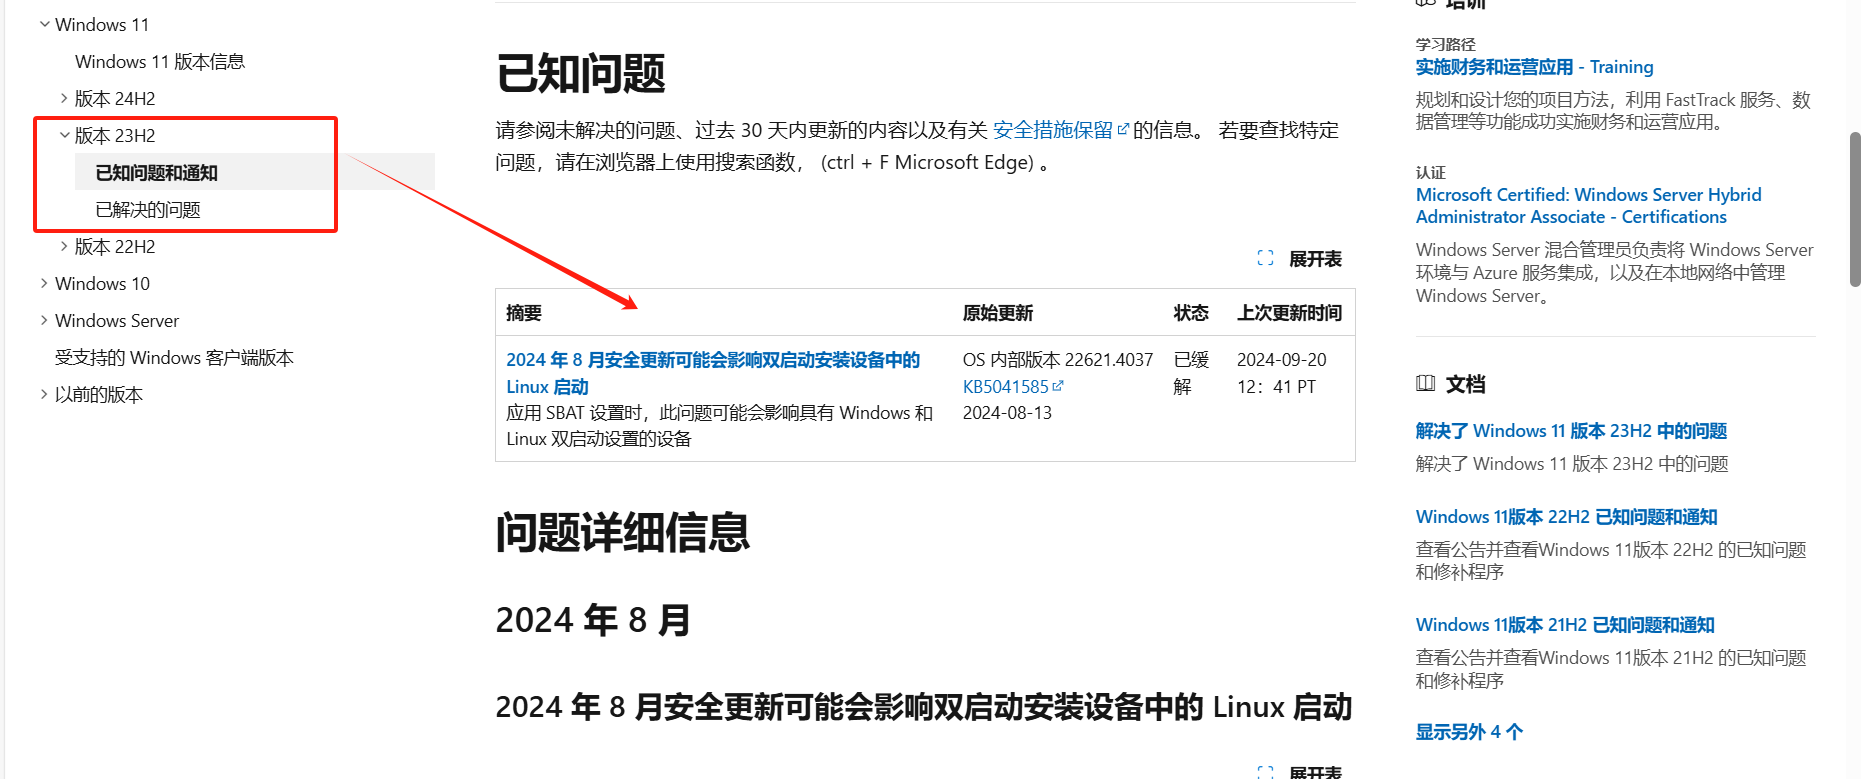 Windows 11
Windows 11 版本信息
版本 24H2
版本 23H2
已知问题和通知
已解决的问题
版本 22H2
Windows 10
Windows Server
受支持的 Windows 客户端版本
以前的版本
已知问题
请参阅未解决的问题、过去 30 天内更新的内容以及有关 安全措施保留 的信息。 若要查找特定
问题，请在浏览器上使用搜索函数， (ctrl + F Microsoft Edge) 。
展开表
摘要
原始更新
状态
上次更新时间
2024 年 8 月安全更新可能会影响双启动安装设备中的
Linux 启动
应用 SBAT 设置时，此问题可能会影响具有 Windows 和
Linux 双启动设置的设备
OS 内部版本 22621.4037
KB5041585
2024-08-13
已缓
解
2024-09-20
12：41 PT
问题详细信息
2024 年 8 月
2024 年 8 月安全更新可能会影响双启动安装设备中的 Linux 启动
展开表
培训
学习路径
实施财务和运营应用 - Training
规划和设计您的项目方法，利用 FastTrack 服务、数
据管理等功能成功实施财务和运营应用。
认证
Microsoft Certified: Windows Server Hybrid
Administrator Associate - Certifications
Windows Server 混合管理员负责将 Windows Server
环境与 Azure 服务集成，以及在本地网络中管理
Windows Server。
文档
解决了 Windows 11 版本 23H2 中的问题
解决了 Windows 11 版本 23H2 中的问题
Windows 11版本 22H2 已知问题和通知
查看公告并查看Windows 11版本 22H2 的已知问题
和修补程序
Windows 11版本 21H2 已知问题和通知
查看公告并查看Windows 11版本 21H2 的已知问题
和修补程序
显示另外 4 个